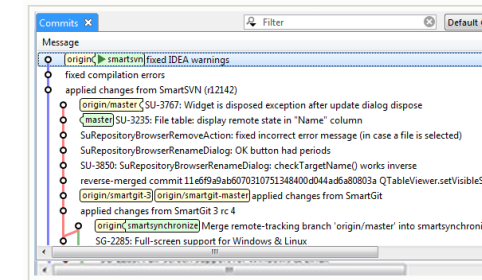 Commits Filter Default
Message
origin smartsvn fixed IDEA warnings
fixed compilation errors
applied changes from SmartSVN (r12142)
origin/master SU-3767: Widget is disposed exception after update dialog dispose
master SU-3235: File table: display remote state in "Name" column
SuRepositoryBrowserRemoveAction: fixed incorrect error message (in case a file is selected)
SuRepositoryBrowserRenameDialog: OK button had periods
SU-3850: SuRepositoryBrowserRenameDialog: checkTargetName() works inverse
reverse-merged commit 11e6f9a9ab6070310751348400d044ad6a80803a QTableViewer.setVisibleS
origin/smartgit-3 origin/smartgit-master applied changes from SmartGit
applied changes from SmartGit 3 rc 4
origin smartsynchronize Merge remote-tracking branch 'origin/master' into smartsynchroni
SG-2285: Full-screen support for Windows & Linux